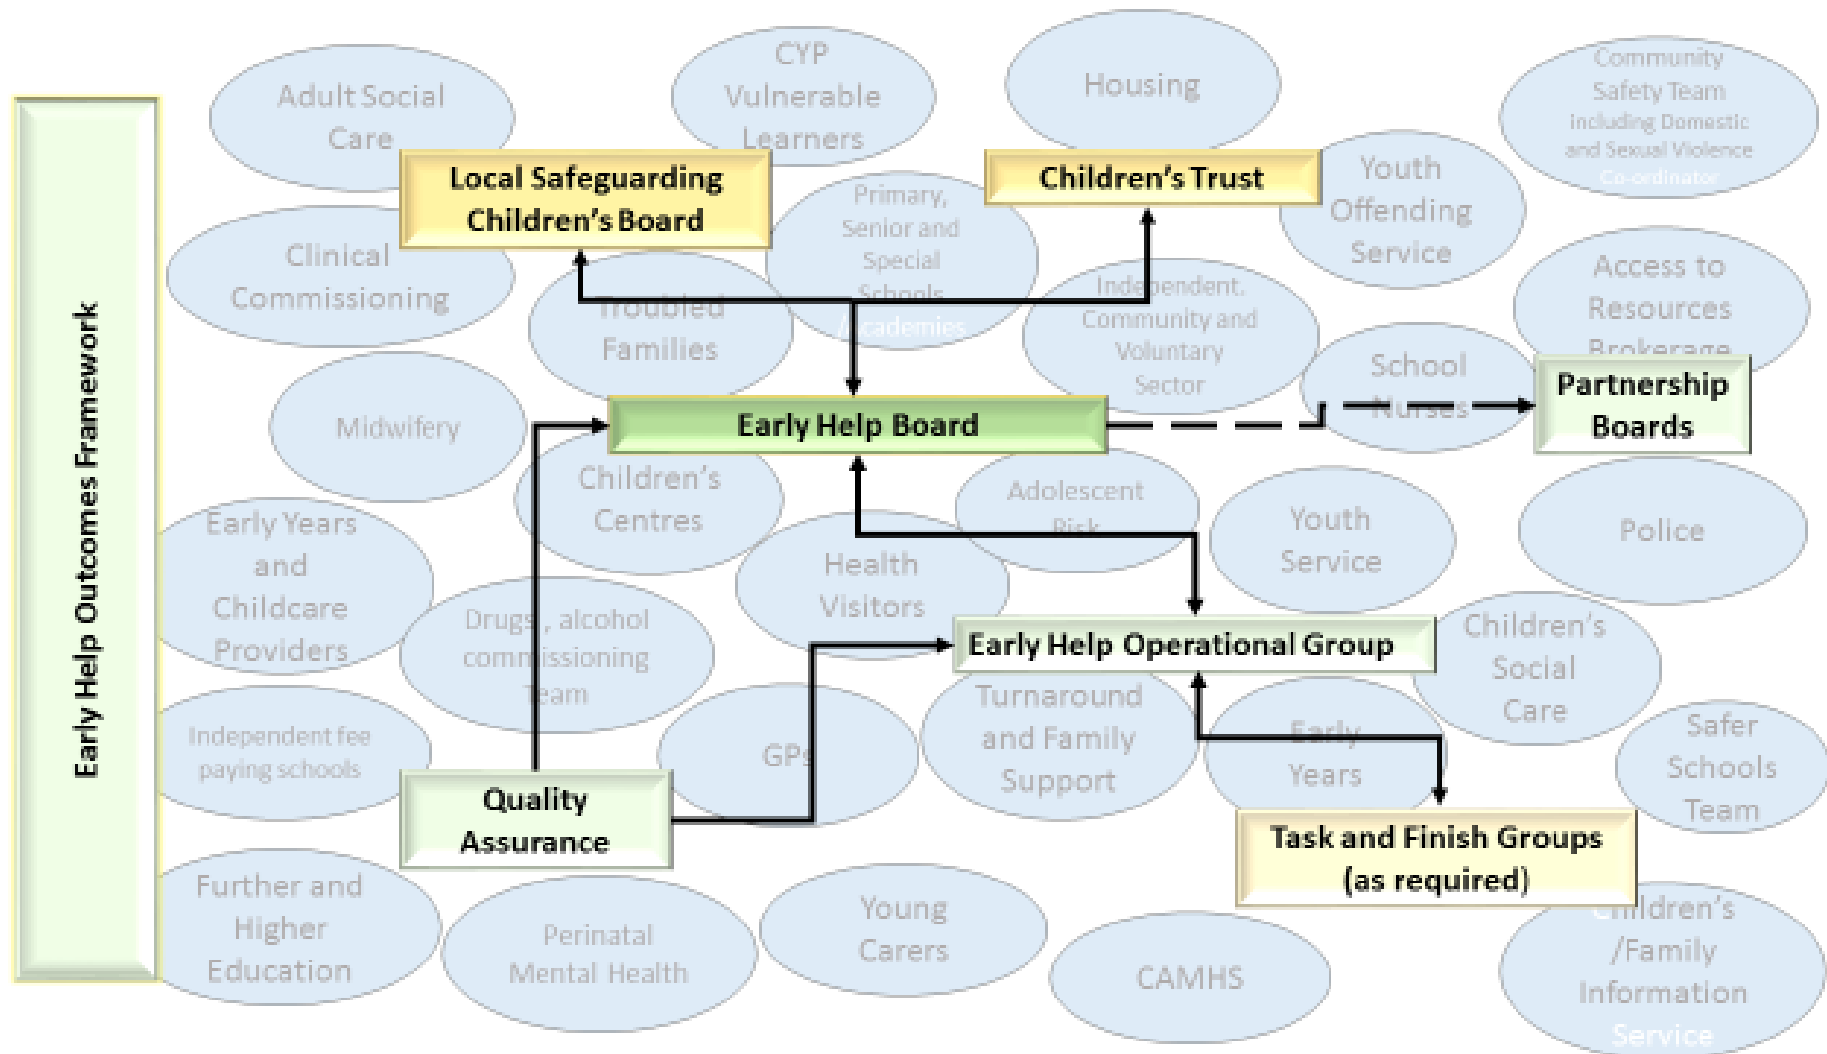 Early Help Outcomes Framework
Adult Social
Care
CYP
Vulnerable
Learners
Housing
Community
Safety Team
including Domestic
and Sexual Violence
Co-ordinator
Local Safeguarding
Children's Board
Children's Trust
Youth
Offending
Service
Primary,
Senior and
Special
Schools
/Academies
Clinical
Commissioning
Troubled
Families
Independent.
Community and
Voluntary
Sector
Access to
Resources
Brokerage
School
Nurses
Partnership
Boards
Midwifery
Early Help Board
Children's
Centres
Adolescent
Risk
Youth
Service
Police
Early Years
and
Childcare
Providers
Health
Visitors
Drugs , alcohol
commissioning
Team
Early Help Operational Group
Children's
Social
Care
Independent fee
paying schools
GPs
Turnaround
and Family
Support
Early
Years
Safer
Schools
Team
Quality
Assurance
Task and Finish Groups
(as required)
Further and
Higher
Education
Perinatal
Mental Health
Young
Carers
CAMHS
Children's
/Family
Information
Service